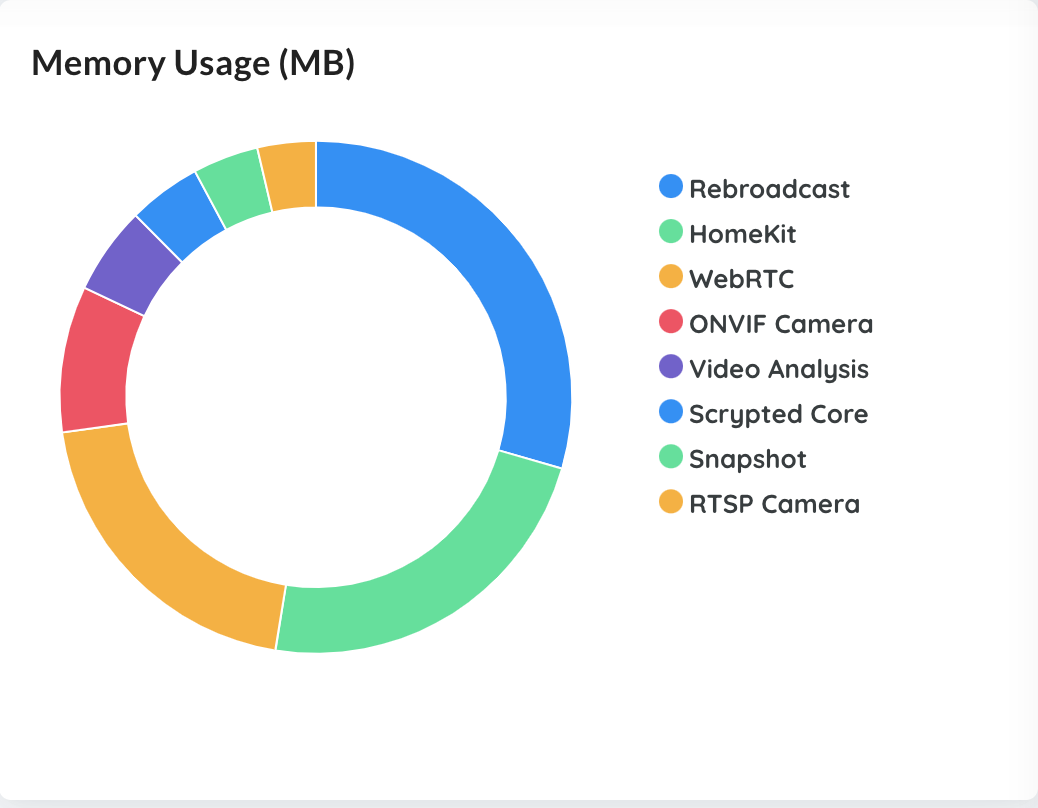 Memory Usage (MB)
Rebroadcast
HomeKit
WebRTC
ONVIF Camera
Video Analysis
Scrypted Core
Snapshot
RTSP Camera